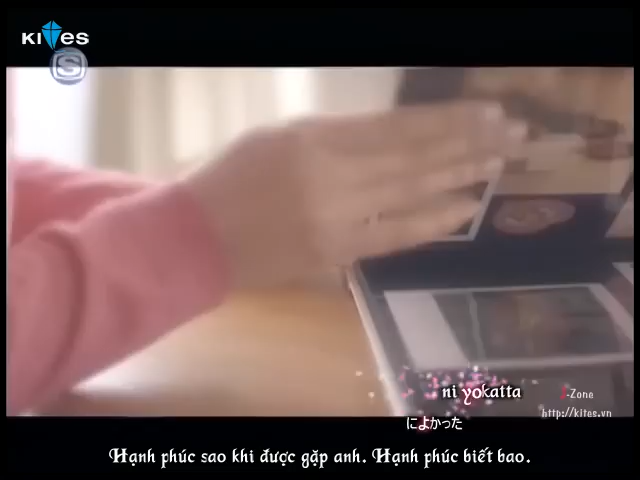 KITES
S
ni yokatta
によかった
J-Zone
http://kites.vn
Hạnh phúc sao khi được gặp anh. Hạnh phúc biết bao.